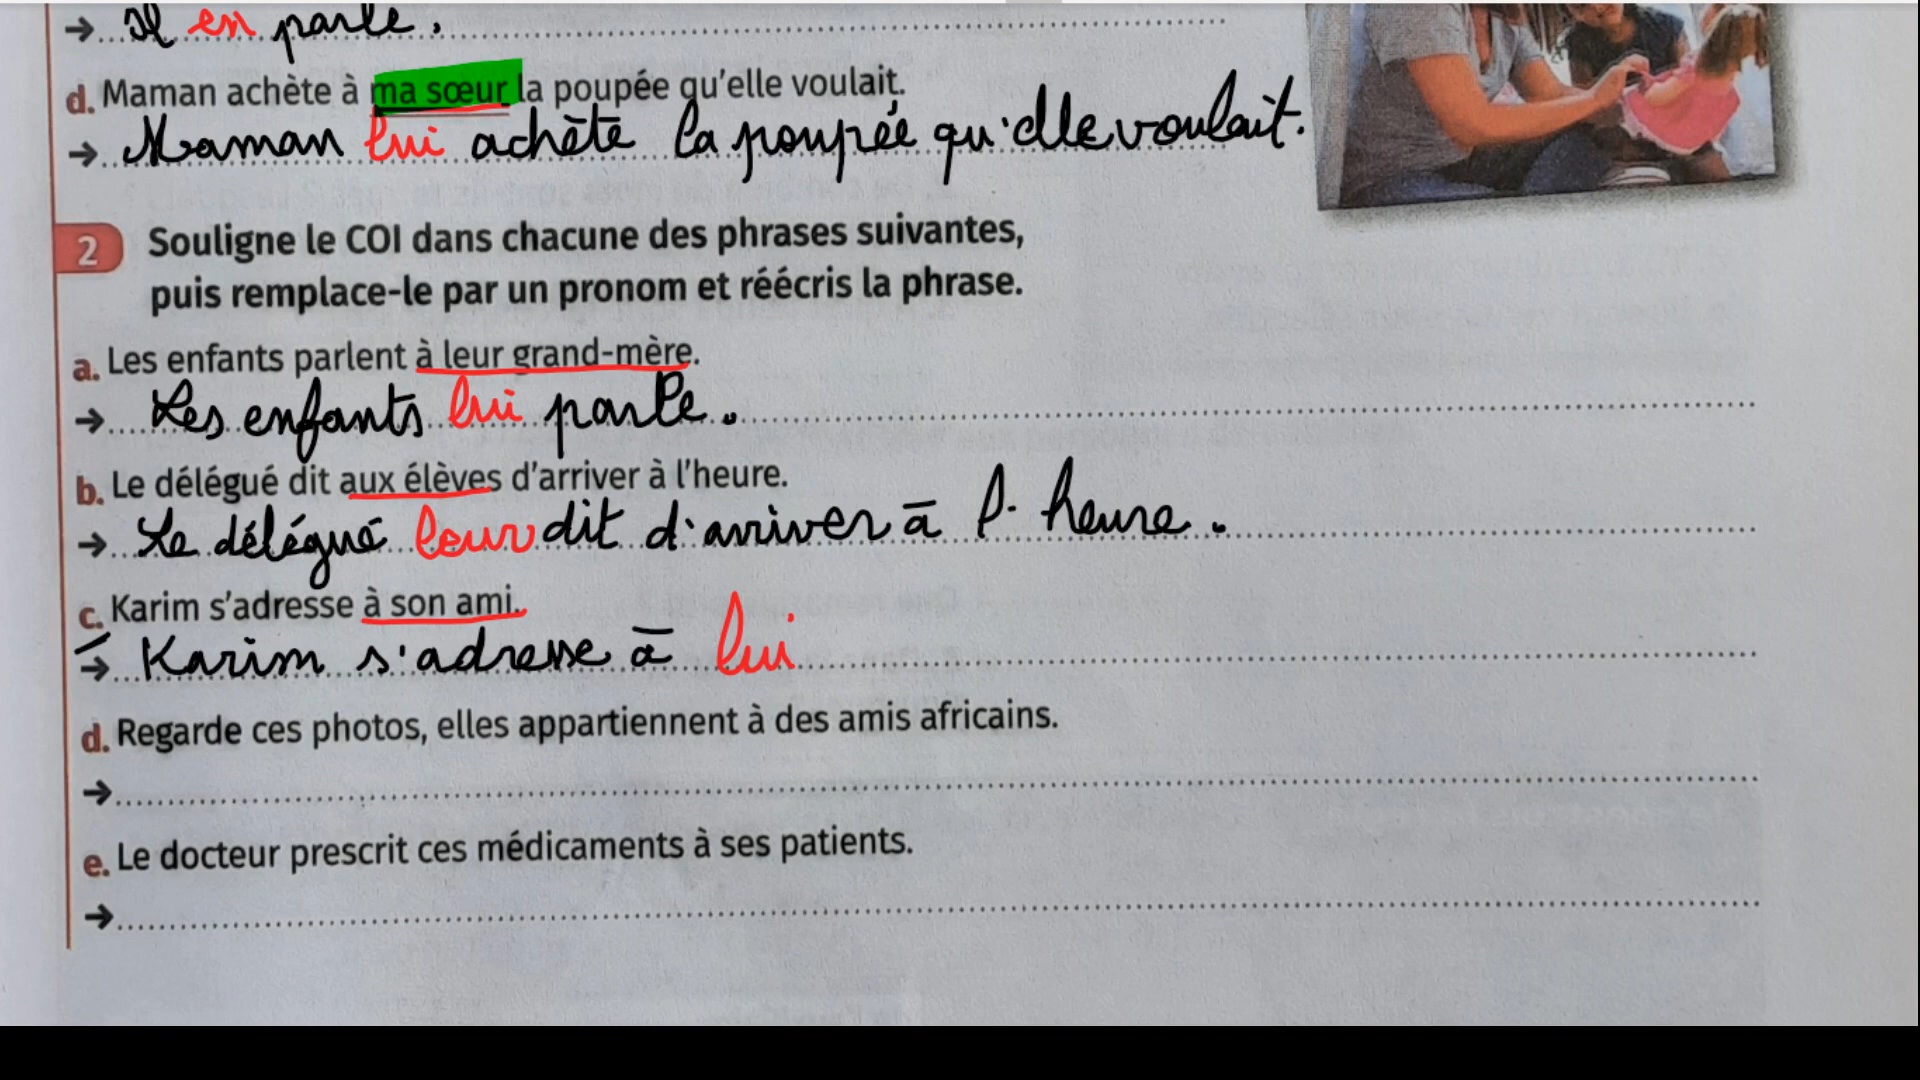 → Il en parle.
d. Maman achète à ma sœur la poupée qu'elle voulait.
→ Maman lui achète la poupée qu'elle voulait.
2 Souligne le COI dans chacune des phrases suivantes,
puis remplace-le par un pronom et réécris la phrase.
a. Les enfants parlent à leur grand-mère.
→ Les enfants lui parle.
b. Le délégué dit aux élèves d'arriver à l'heure.
→ Le délégué leur dit d'arriver à l'heure.
c. Karim s'adresse à son ami.
→ Karim s'adresse à lui
d. Regarde ces photos, elles appartiennent à des amis africains.
→
e. Le docteur prescrit ces médicaments à ses patients.
→